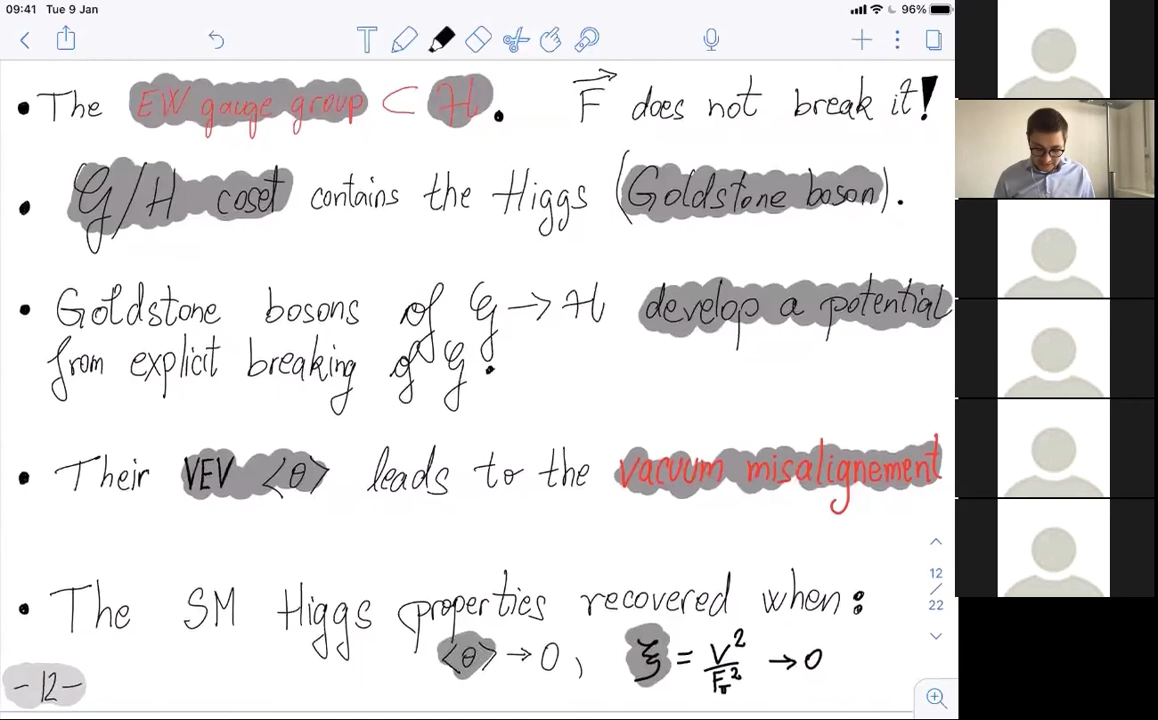 09:41 Tue 9 Jan 96%
• The EW gauge group ⊂ H. F⃗ does not break it!
• G/H coset contains the Higgs (Goldstone boson).
• Goldstone bosons of G → H develop a potential
from explicit breaking of G.
• Their VEV <θ> leads to the vacuum misalignement
• The SM Higgs properties recovered when:
<θ> → 0, ξ = v²/Fπ² → 0
12
/
22
-12-